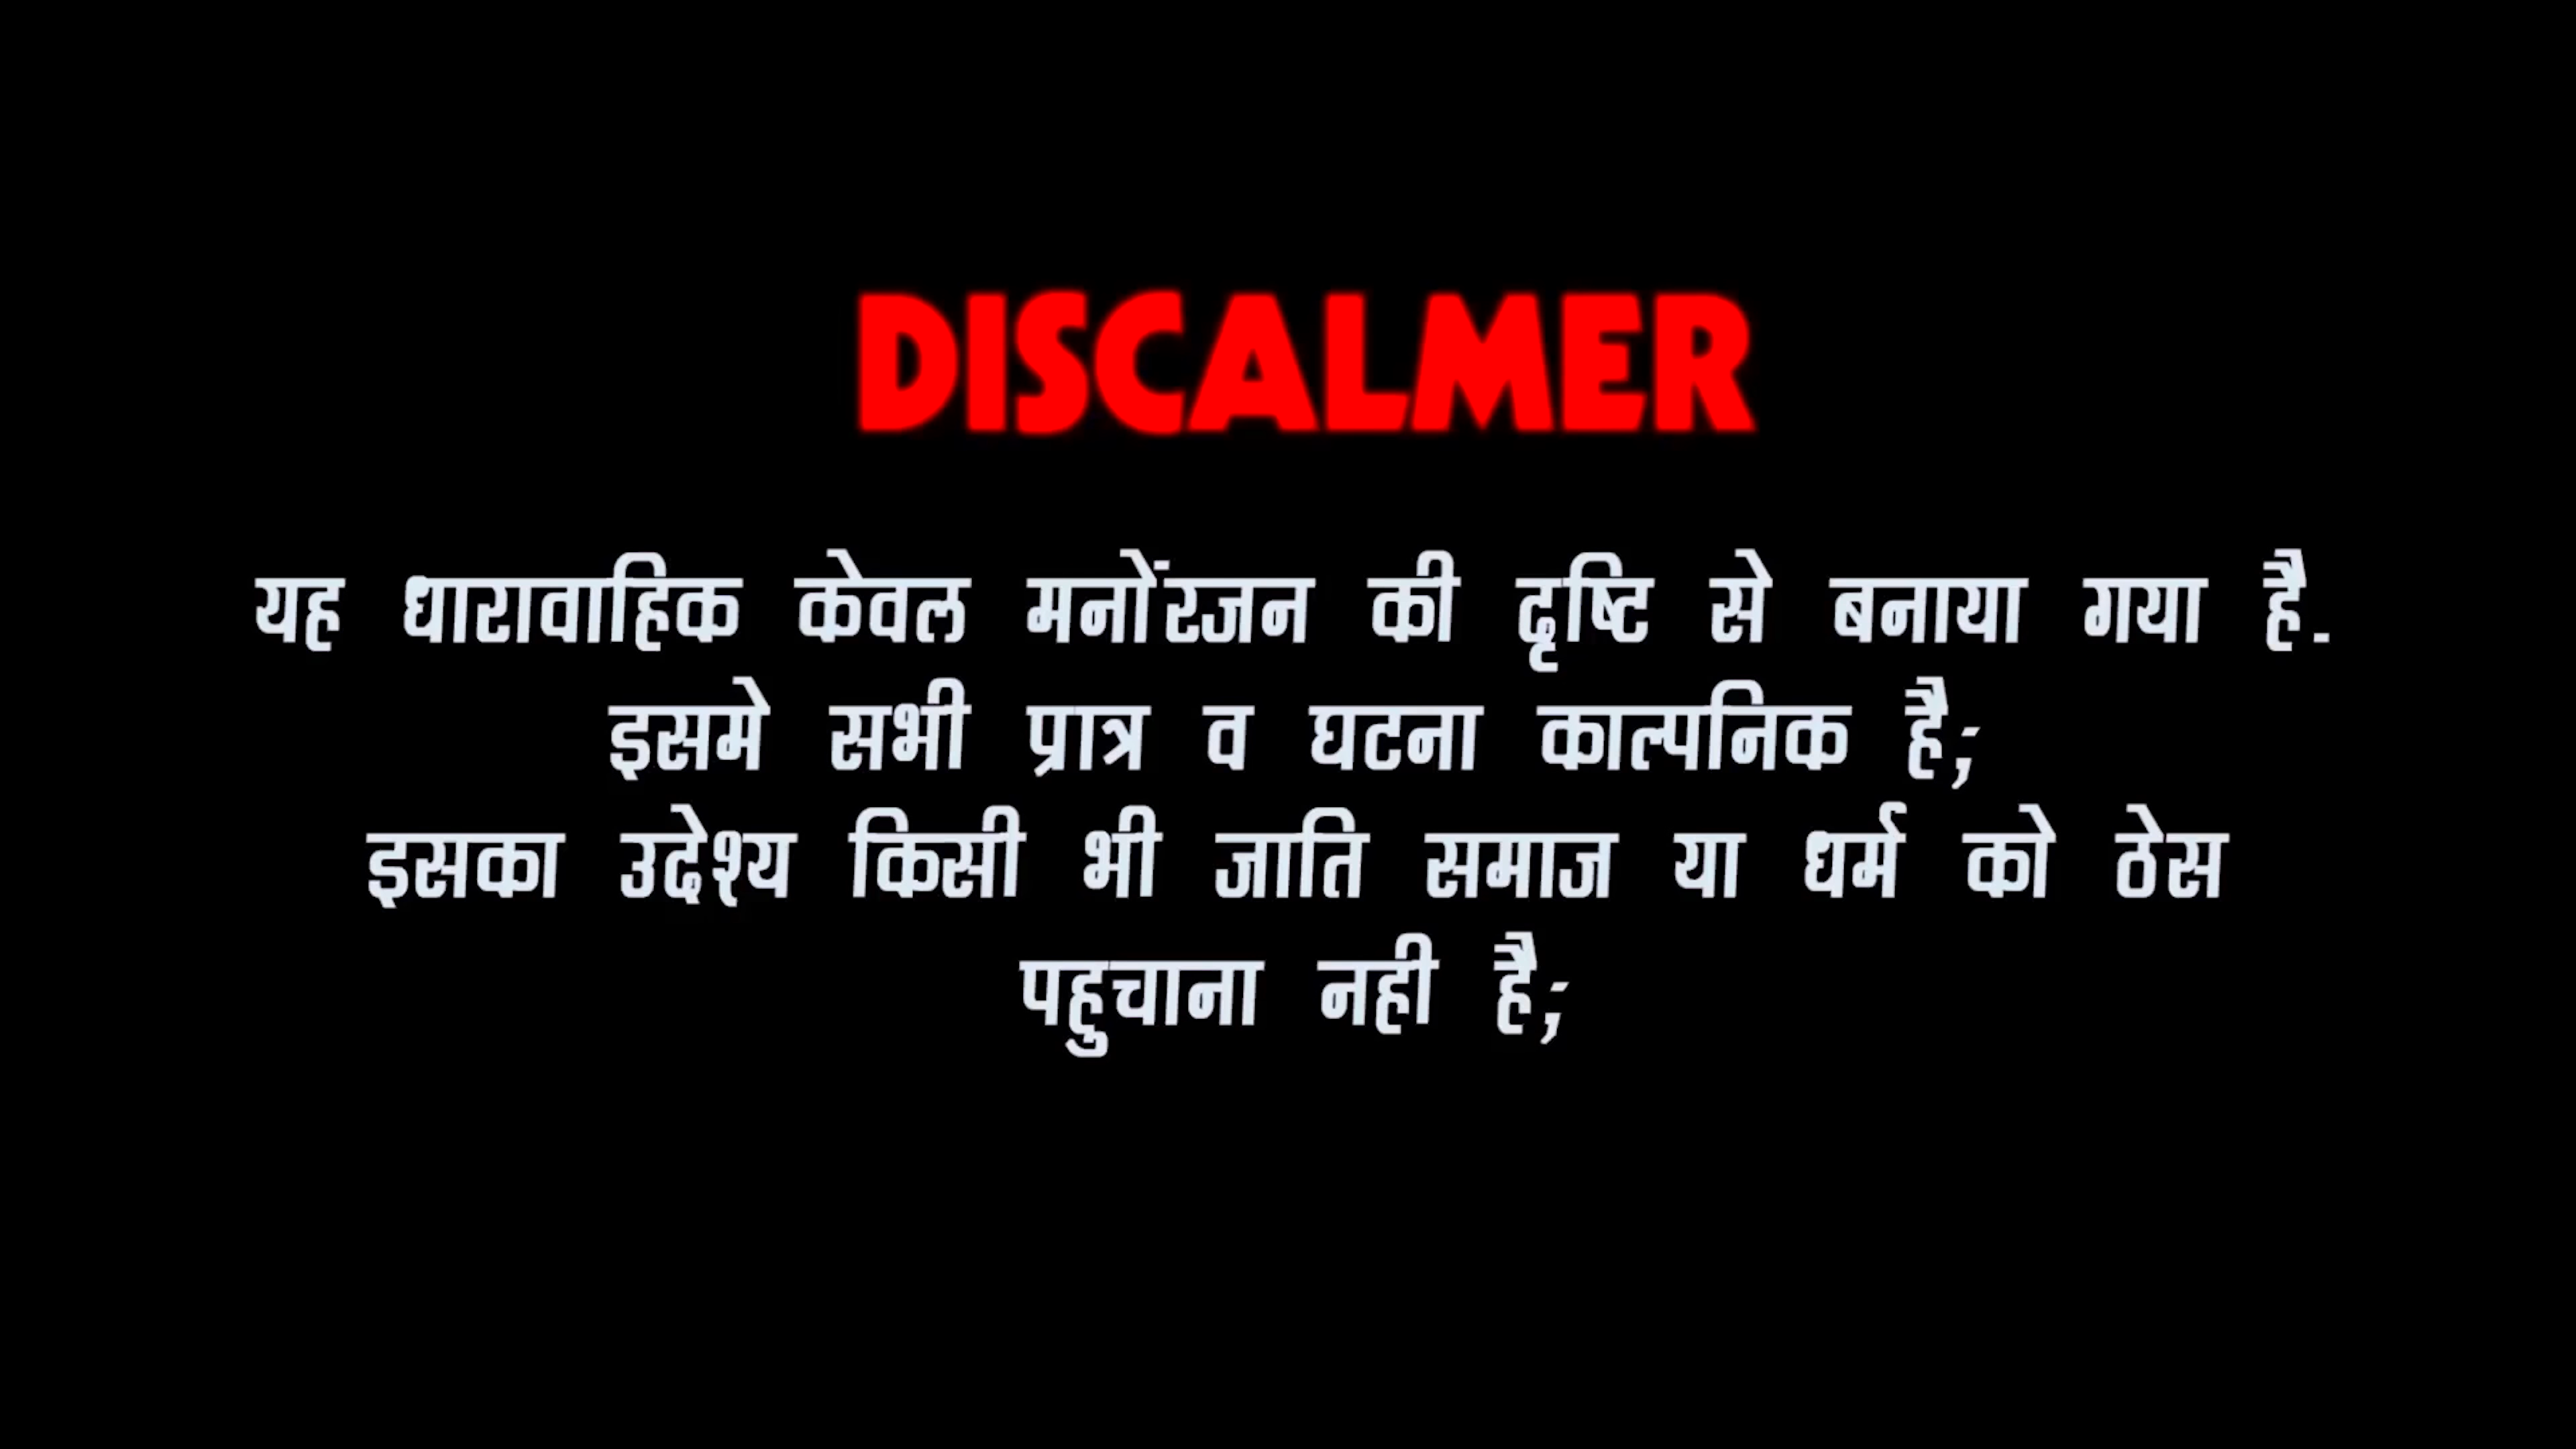 DISCALMER
यह धारावाहिक केवल मनोंरजन की दृष्टि से बनाया गया है.
इसमे सभी प्रात्र व घटना काल्पनिक है;
इसका उदेश्य किसी भी जाति समाज या धर्म को ठेस
पहुचाना नही है;